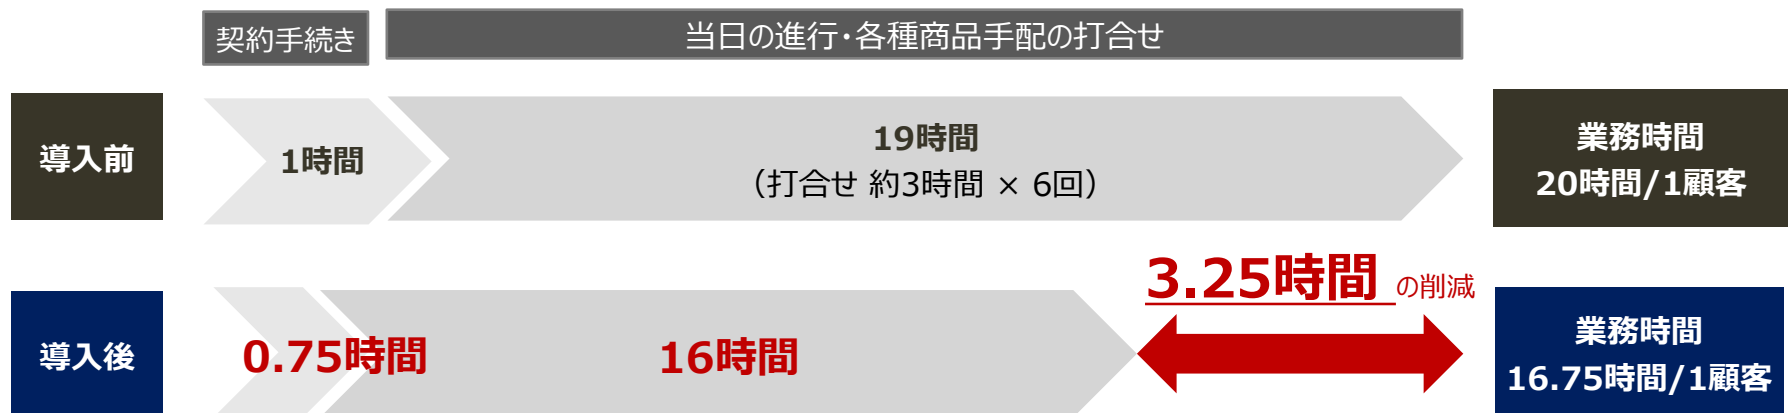 契約手続き
当日の進行・各種商品手配の打合せ
導入前
1時間
19時間
（打合せ 約3時間 × 6回）
業務時間
20時間/1顧客
導入後
0.75時間
16時間
3.25時間 の削減
業務時間
16.75時間/1顧客